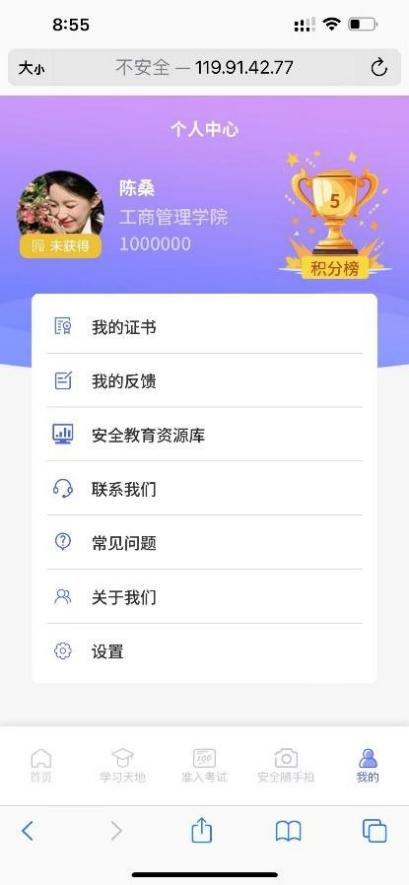 8:55
大小
不安全 — 119.91.42.77
个人中心
陈桑
工商管理学院
1000000
未获得
5
积分榜
我的证书
我的反馈
安全教育资源库
联系我们
常见问题
关于我们
设置
100
首页
学习天地
准入考试
安全随手拍
我的